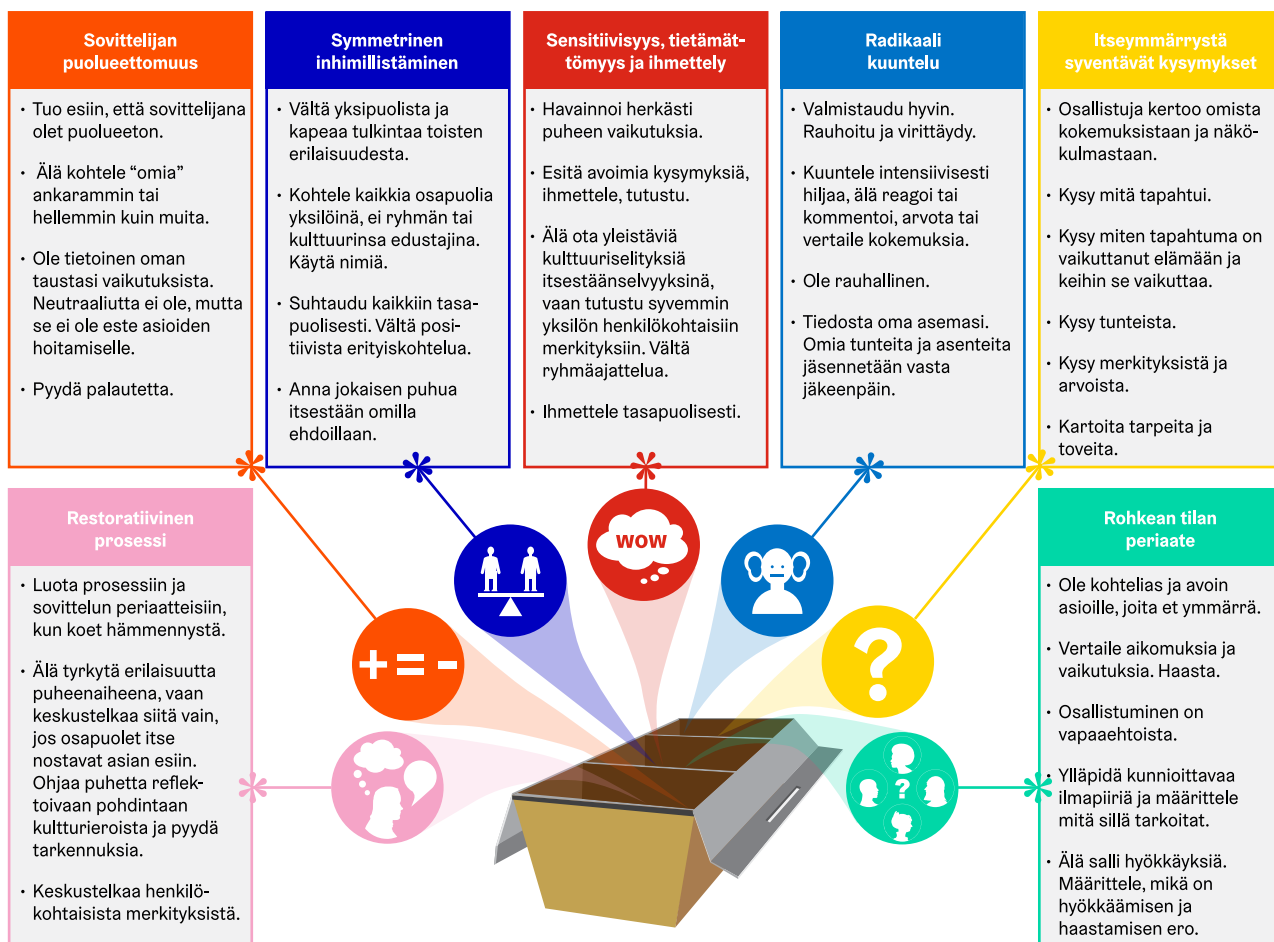 Sovittelijan
puolueettomuus
• Tuo esiin, että sovittelijana
olet puolueeton.
• Älä kohtele “omia”
ankarammin tai
hellemmin kuin muita.
• Ole tietoinen oman
taustasi vaikutuksista.
Neutraaliutta ei ole, mutta
se ei ole este asioiden
hoitamiselle.
• Pyydä palautetta.
Symmetrinen
inhimillistäminen
• Vältä yksipuolista ja
kapeaa tulkintaa toisten
erilaisuudesta.
• Kohtele kaikkia osapuolia
yksilöinä, ei ryhmän tai
kulttuurinsa edustajina.
Käytä nimiä.
• Suhtaudu kaikkiin tasa-
puolisesti. Vältä posi-
tiivista erityiskohtelua.
• Anna jokaisen puhua
itsestään omilla
ehdoillaan.
Sensitiivisyys, tietämät-
tömyys ja ihmettely
• Havainnoi herkästi
puheen vaikutuksia.
• Esitä avoimia kysymyksiä,
ihmettele, tutustu.
• Älä ota yleistäviä
kulttuuriselityksiä
itsestäänselvyyksinä,
vaan tutustu syvemmin
yksilön henkilökohtaisiin
merkityksiin. Vältä
ryhmäajattelua.
• Ihmettele tasapuolisesti.
Radikaali
kuuntelu
• Valmistaudu hyvin.
Rauhoitu ja virittäydy.
• Kuuntele intensiivisesti
hiljaa, älä reagoi tai
kommentoi, arvota tai
vertaile kokemuksia.
• Ole rauhallinen.
• Tiedosta oma asemasi.
Omia tunteita ja asenteita
jäsennetään vasta
jäkeenpäin.
Itseymmärrystä
syventävät kysymykset
• Osallistuja kertoo omista
kokemuksistaan ja näkö-
kulmastaan.
• Kysy mitä tapahtui.
• Kysy miten tapahtuma on
vaikuttanut elämään ja
keihin se vaikuttaa.
• Kysy tunteista.
• Kysy merkityksistä ja
arvoista.
• Kartoita tarpeita ja
toveita.
Restoratiivinen
prosessi
• Luota prosessiin ja
sovittelun periaatteisiin,
kun koet hämmennystä.
• Älä tyrkytä erilaisuutta
puheenaiheena, vaan
keskustelkaa siitä vain,
jos osapuolet itse
nostavat asian esiin.
Ohjaa puhetta reflek-
toivaan pohdintaan
kultturieroista ja pyydä
tarkennuksia.
• Keskustelkaa henkilö-
kohtaisista merkityksistä.
wow
+ = -
?
?
Rohkean tilan
periaate
• Ole kohtelias ja avoin
asioille, joita et ymmärrä.
• Vertaile aikomuksia ja
vaikutuksia. Haasta.
• Osallistuminen on
vapaaehtoista.
• Ylläpidä kunnioittavaa
ilmapiiriä ja määrittele
mitä sillä tarkoitat.
• Älä salli hyökkäyksiä.
Määrittele, mikä on
hyökkäämisen ja
haastamisen ero.